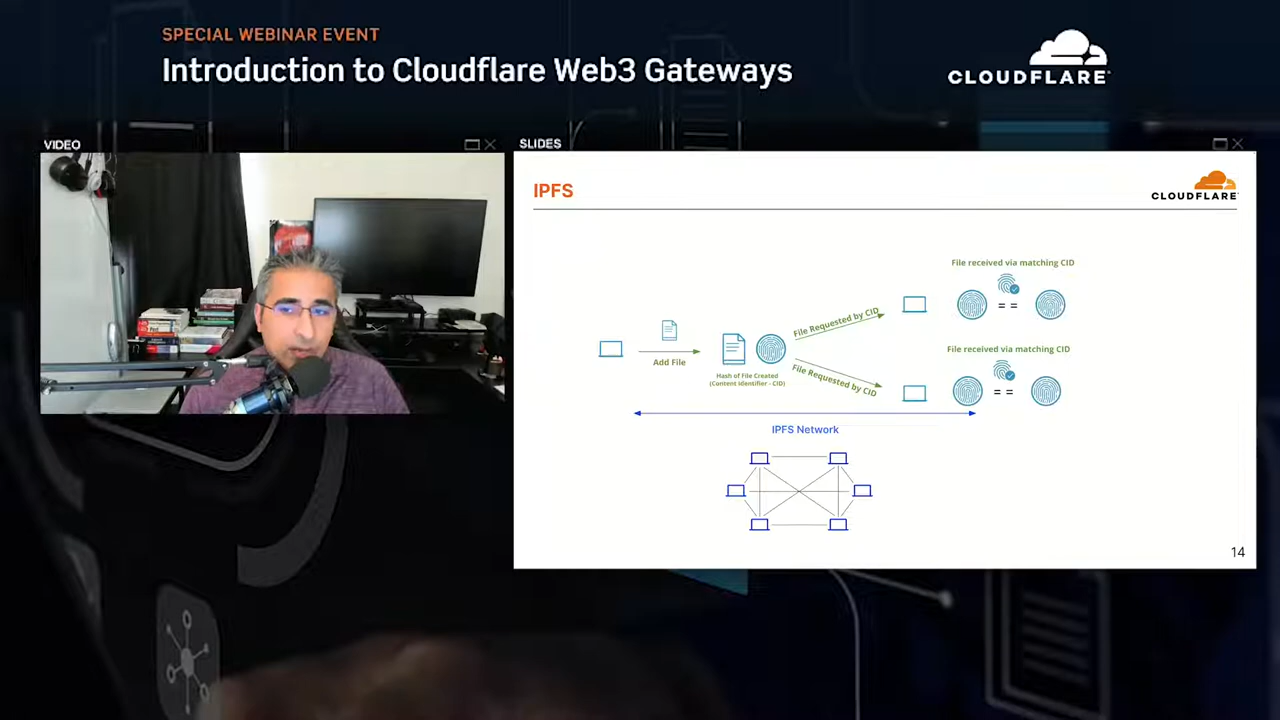 SPECIAL WEBINAR EVENT
Introduction to Cloudflare Web3 Gateways
CLOUDFLARE
VIDEO
SLIDES
IPFS
CLOUDFLARE
File received via matching CID
= =
File Requested by CID
Add File
Hash of File Created
(Content Identifier - CID)
File received via matching CID
File Requested by CID
= =
IPFS Network
14